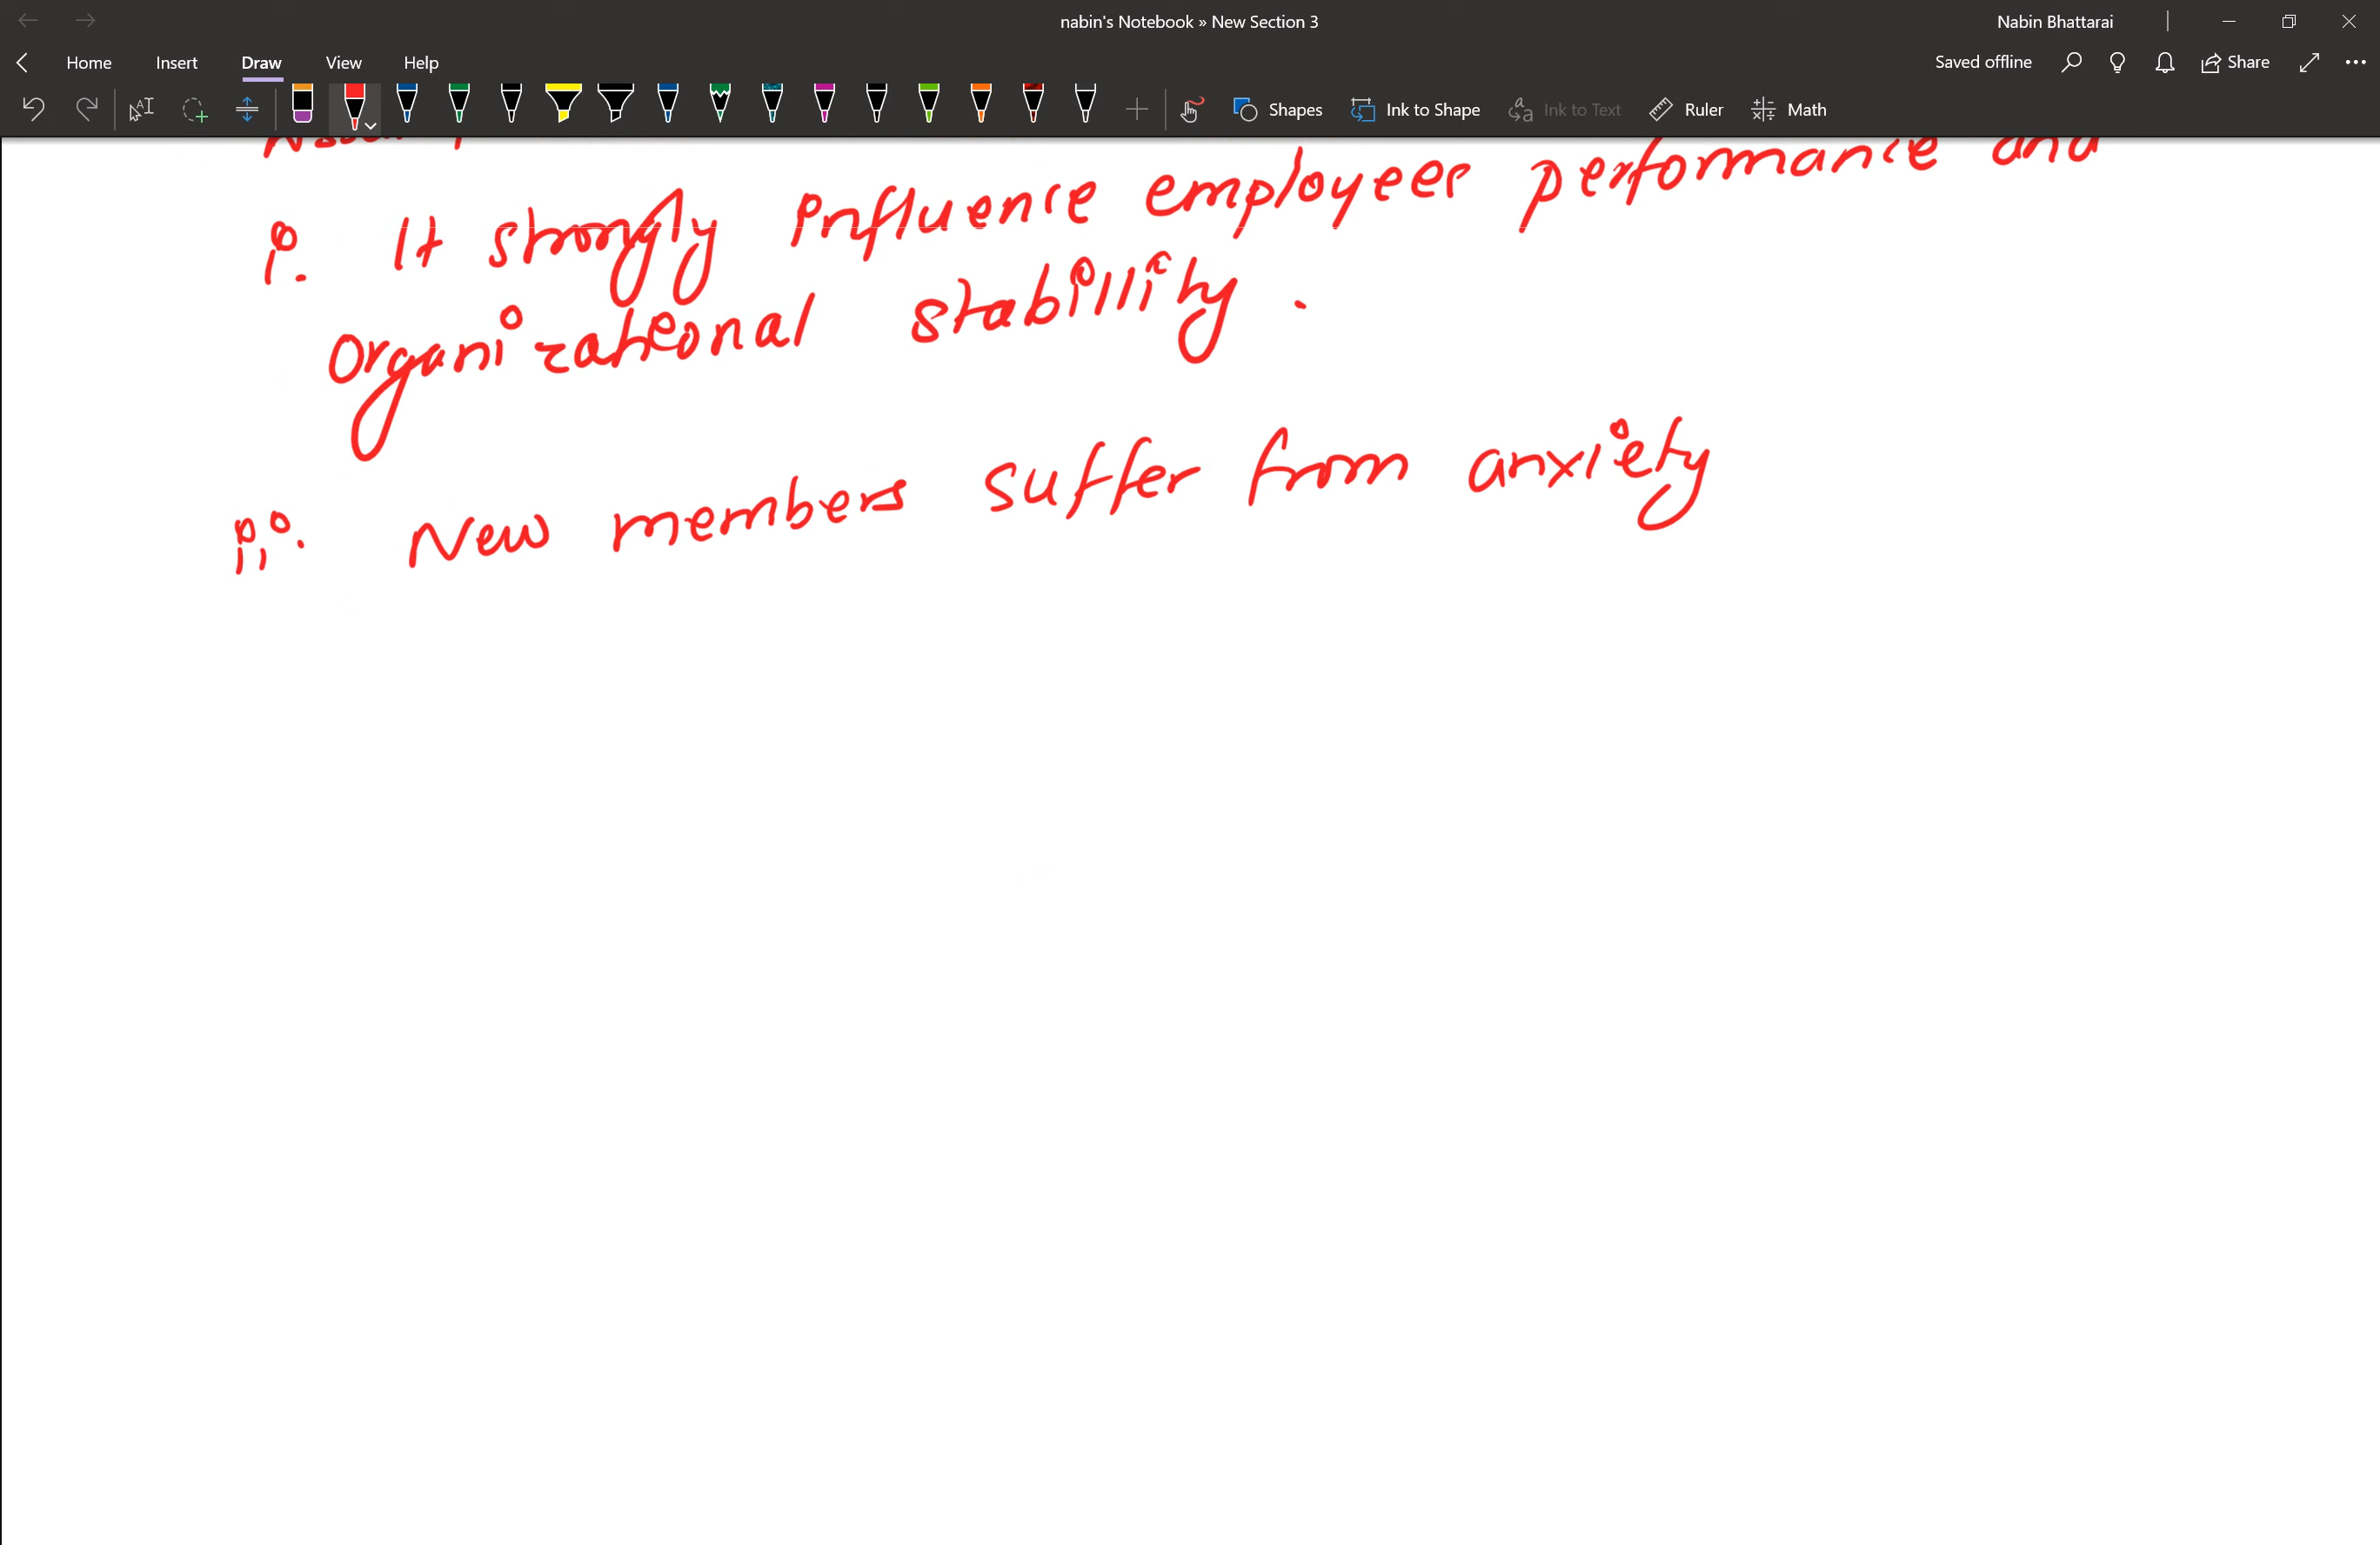 nabin's Notebook » New Section 3
Nabin Bhattarai
Home Insert Draw View Help
Saved offline
Share
Shapes
Ink to Shape
Ink to Text
Ruler
Math
i. It strongly influence employees performance and
organizational stability.
ii. New members suffer from anxiety